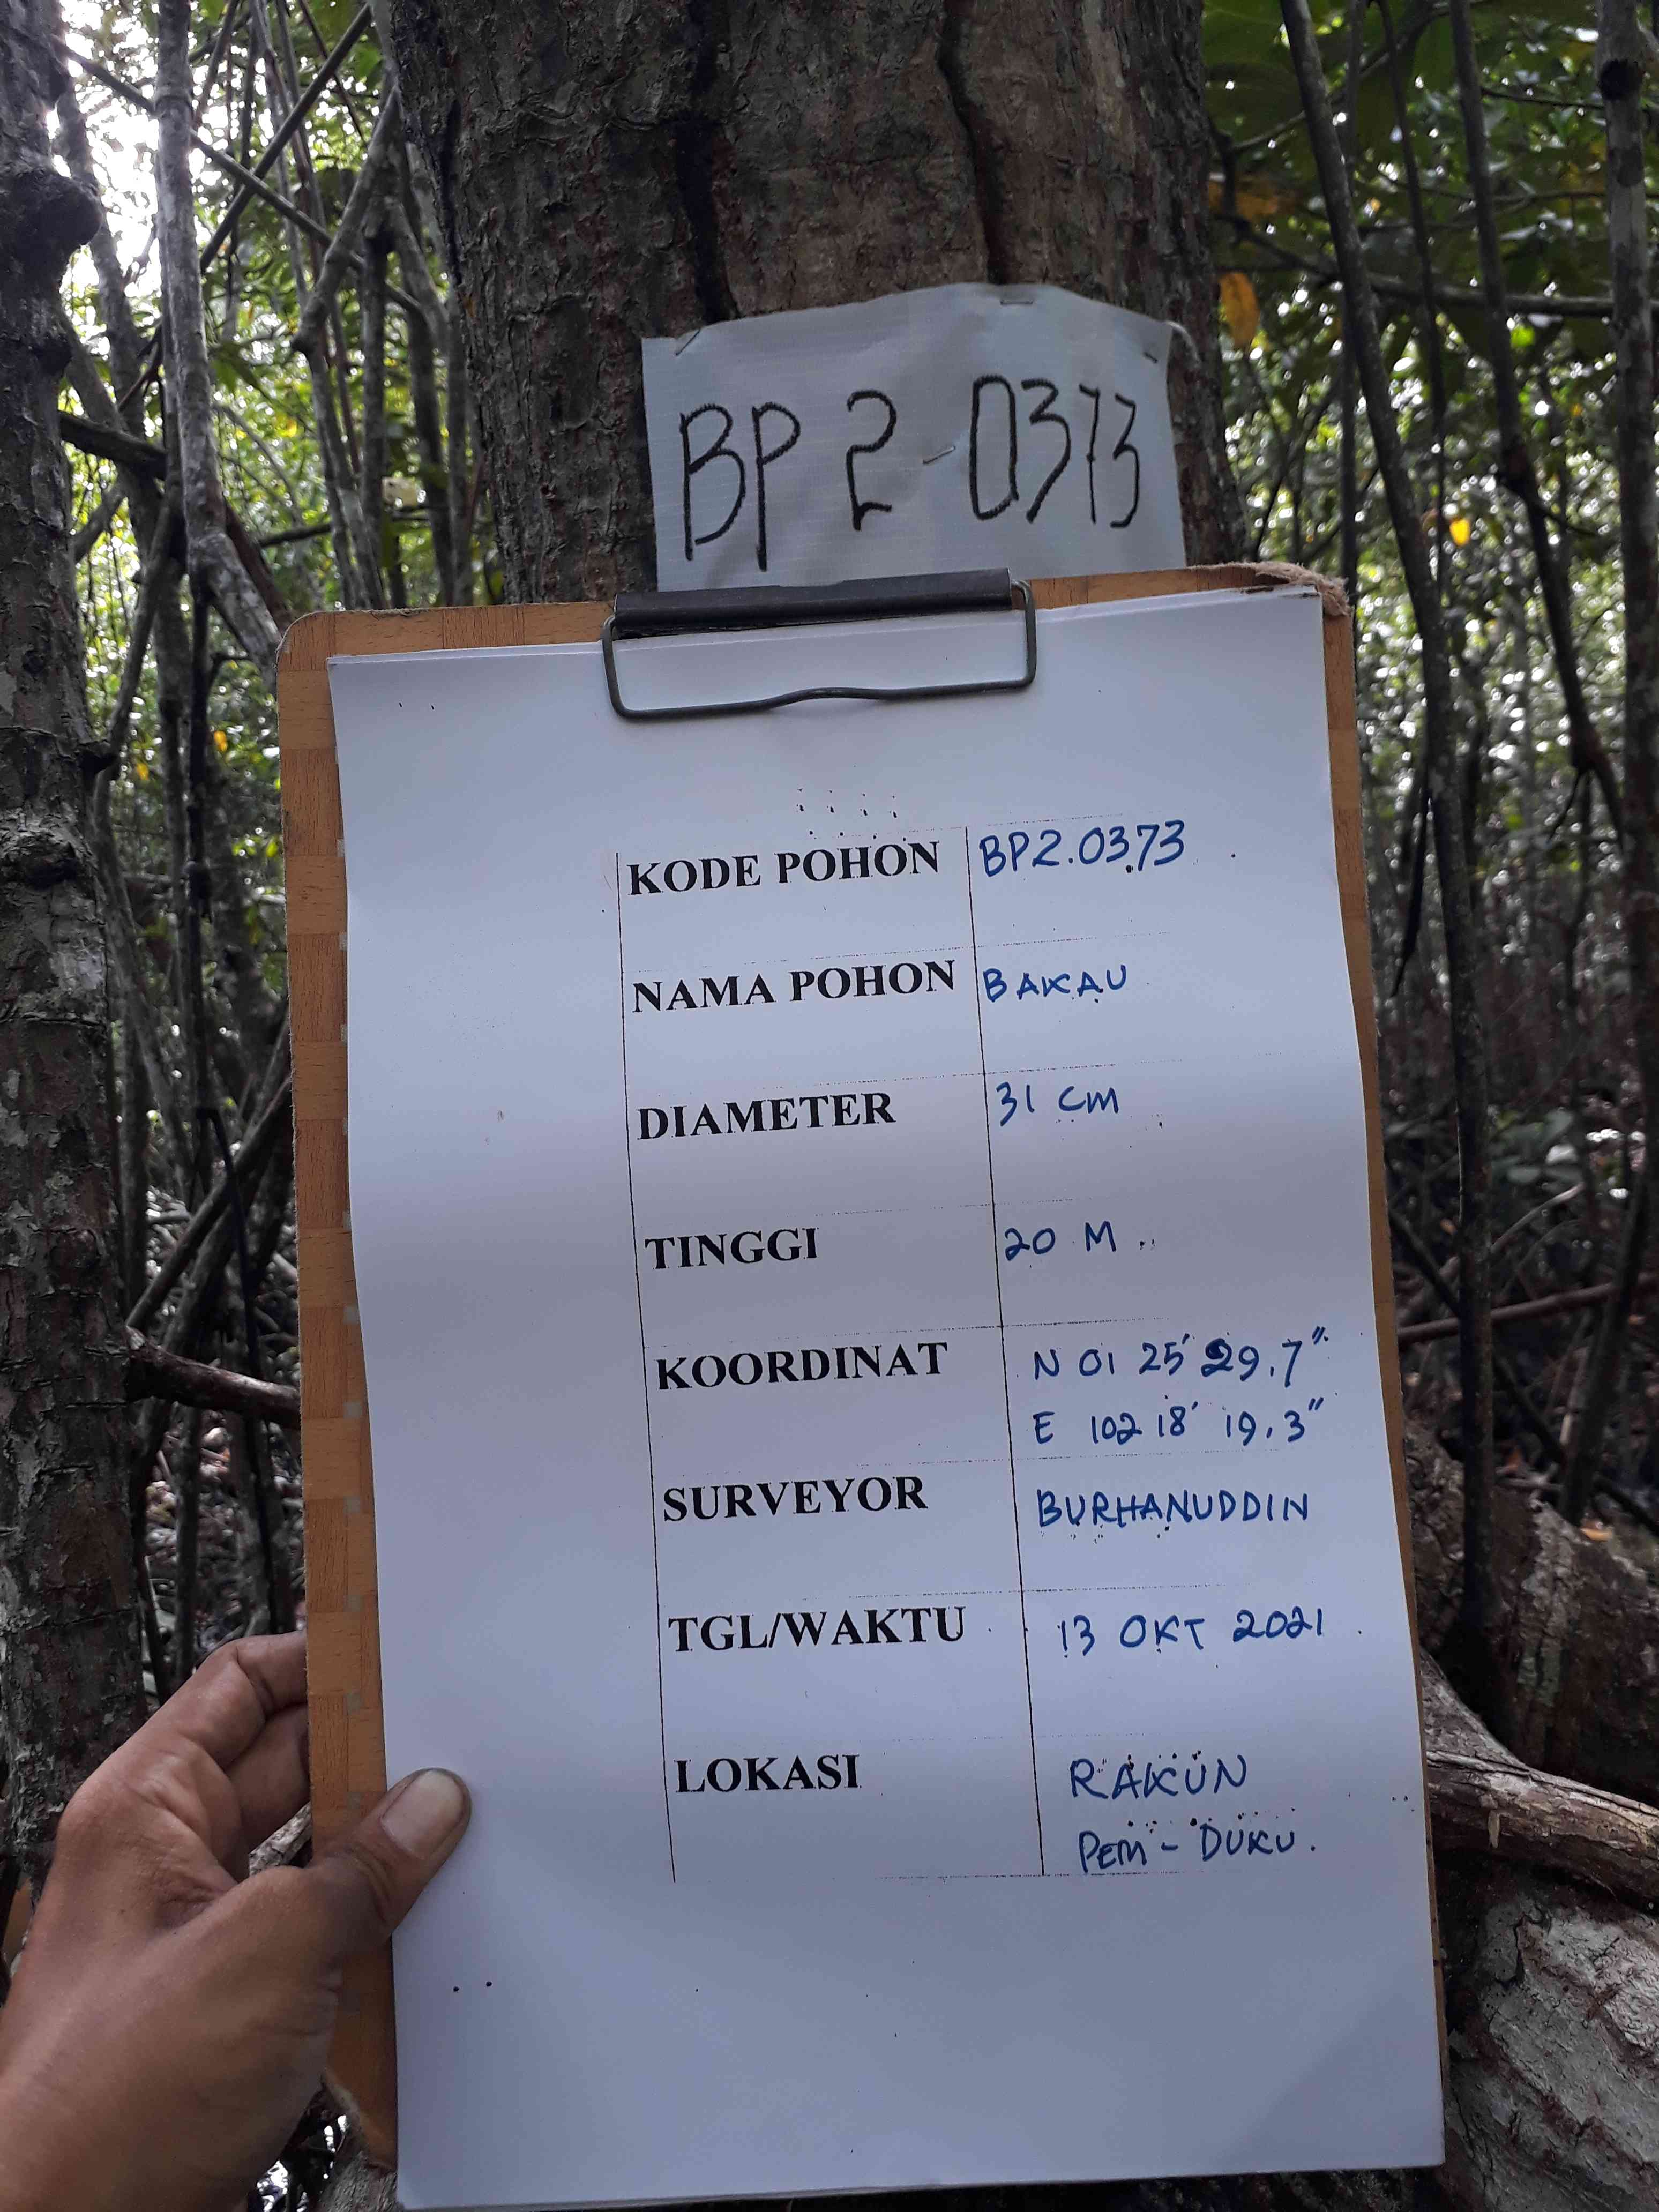 BP 2-0373
KODE POHON BP2.0373
NAMA POHON BAKAU
DIAMETER 31 cm
TINGGI 20 M
KOORDINAT N 01 25' 29.7"
E 102 18' 19.3"
SURVEYOR BURHANUDDIN
TGL/WAKTU 13 OKT 2021
LOKASI RAKUN
PEM - DUKU.